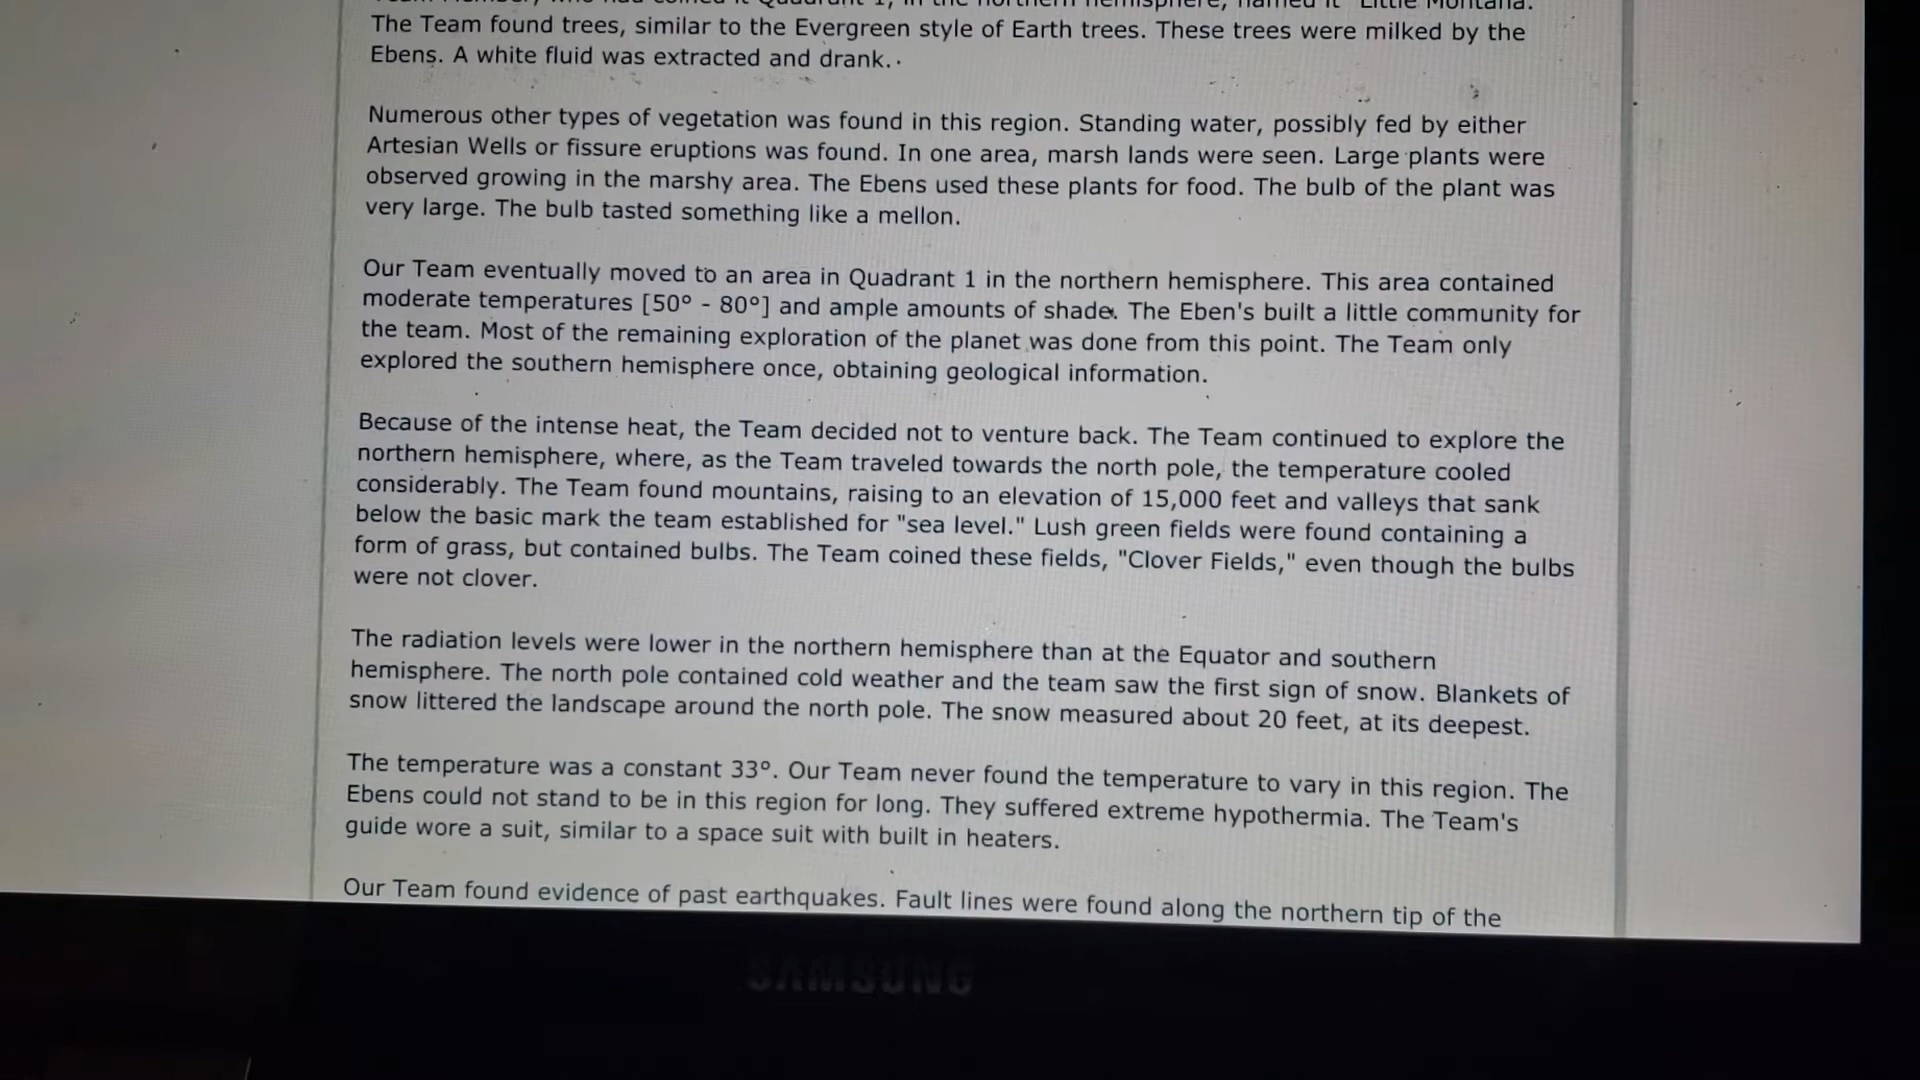 Team Member, who had coined it Quadrant 1, in the northern hemisphere, named it "Little Montana."
The Team found trees, similar to the Evergreen style of Earth trees. These trees were milked by the
Ebens. A white fluid was extracted and drank.
Numerous other types of vegetation was found in this region. Standing water, possibly fed by either
Artesian Wells or fissure eruptions was found. In one area, marsh lands were seen. Large plants were
observed growing in the marshy area. The Ebens used these plants for food. The bulb of the plant was
very large. The bulb tasted something like a mellon.
Our Team eventually moved to an area in Quadrant 1 in the northern hemisphere. This area contained
moderate temperatures [50° - 80°] and ample amounts of shade. The Eben's built a little community for
the team. Most of the remaining exploration of the planet was done from this point. The Team only
explored the southern hemisphere once, obtaining geological information.
Because of the intense heat, the Team decided not to venture back. The Team continued to explore the
northern hemisphere, where, as the Team traveled towards the north pole, the temperature cooled
considerably. The Team found mountains, raising to an elevation of 15,000 feet and valleys that sank
below the basic mark the team established for "sea level." Lush green fields were found containing a
form of grass, but contained bulbs. The Team coined these fields, "Clover Fields," even though the bulbs
were not clover.
The radiation levels were lower in the northern hemisphere than at the Equator and southern
hemisphere. The north pole contained cold weather and the team saw the first sign of snow. Blankets of
snow littered the landscape around the north pole. The snow measured about 20 feet, at its deepest.
The temperature was a constant 33°. Our Team never found the temperature to vary in this region. The
Ebens could not stand to be in this region for long. They suffered extreme hypothermia. The Team's
guide wore a suit, similar to a space suit with built in heaters.
Our Team found evidence of past earthquakes. Fault lines were found along the northern tip of the
SAMSUNG